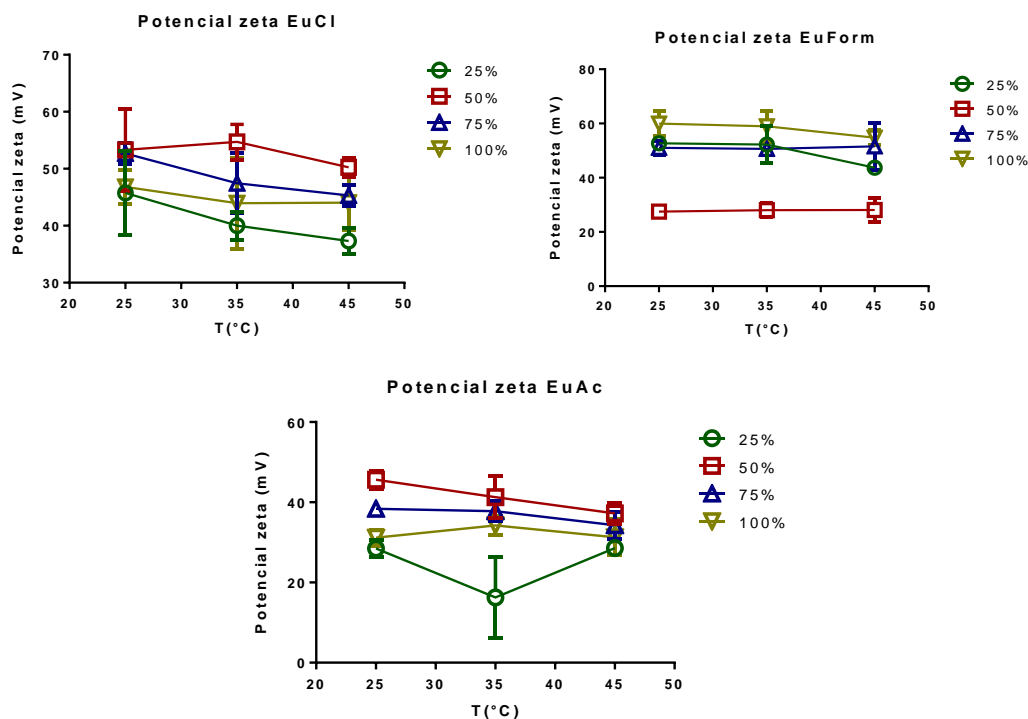 Potencial zeta EuCl
Potencial zeta (mV)
70
60
50
40
30
20 25 30 35 40 45 50
T(°C)
25%
50%
75%
100%
Potencial zeta EuForm
Potencial zeta (mV)
80
60
40
20
0
20 25 30 35 40 45 50
T(°C)
25%
50%
75%
100%
Potencial zeta EuAc
Potencial zeta (mV)
60
40
20
0
20 25 30 35 40 45 50
T(°C)
25%
50%
75%
100%